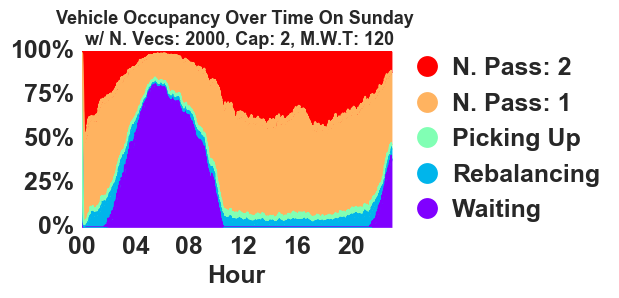 Vehicle Occupancy Over Time On Sunday
w/ N. Vecs: 2000, Cap: 2, M.W.T: 120
100%
75%
50%
25%
0%
00 04 08 12 16 20
Hour
N. Pass: 2
N. Pass: 1
Picking Up
Rebalancing
Waiting